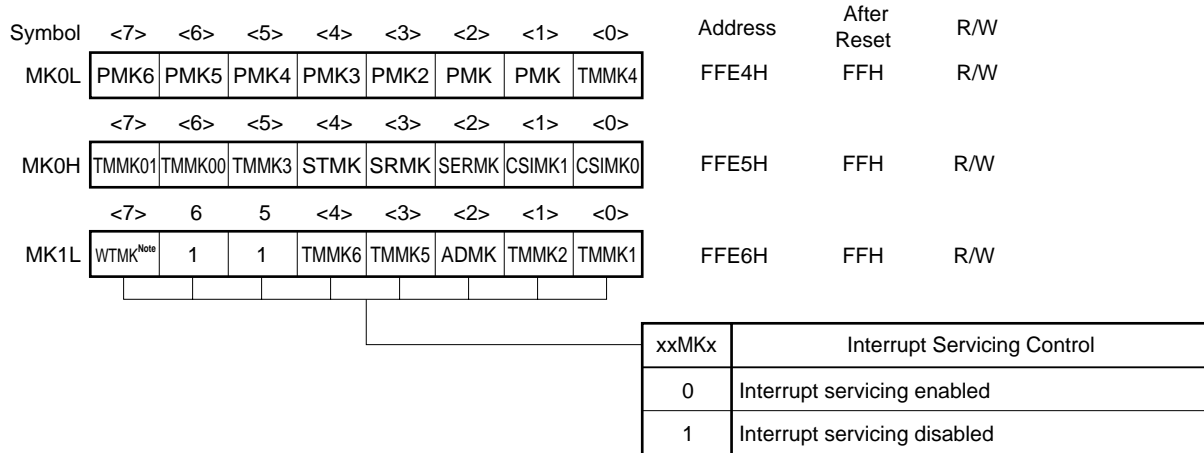 Symbol <7> <6> <5> <4> <3> <2> <1> <0> Address After Reset R/W
MK0L PMK6 PMK5 PMK4 PMK3 PMK2 PMK PMK TMMK4 FFE4H FFH R/W
<7> <6> <5> <4> <3> <2> <1> <0>
MK0H TMMK01 TMMK00 TMMK3 STMK SRMK SERMK CSIMK1 CSIMK0 FFE5H FFH R/W
<7> 6 5 <4> <3> <2> <1> <0>
MK1L WTMK Note 1 1 TMMK6 TMMK5 ADMK TMMK2 TMMK1 FFE6H FFH R/W
xxMKx Interrupt Servicing Control
0 Interrupt servicing enabled
1 Interrupt servicing disabled